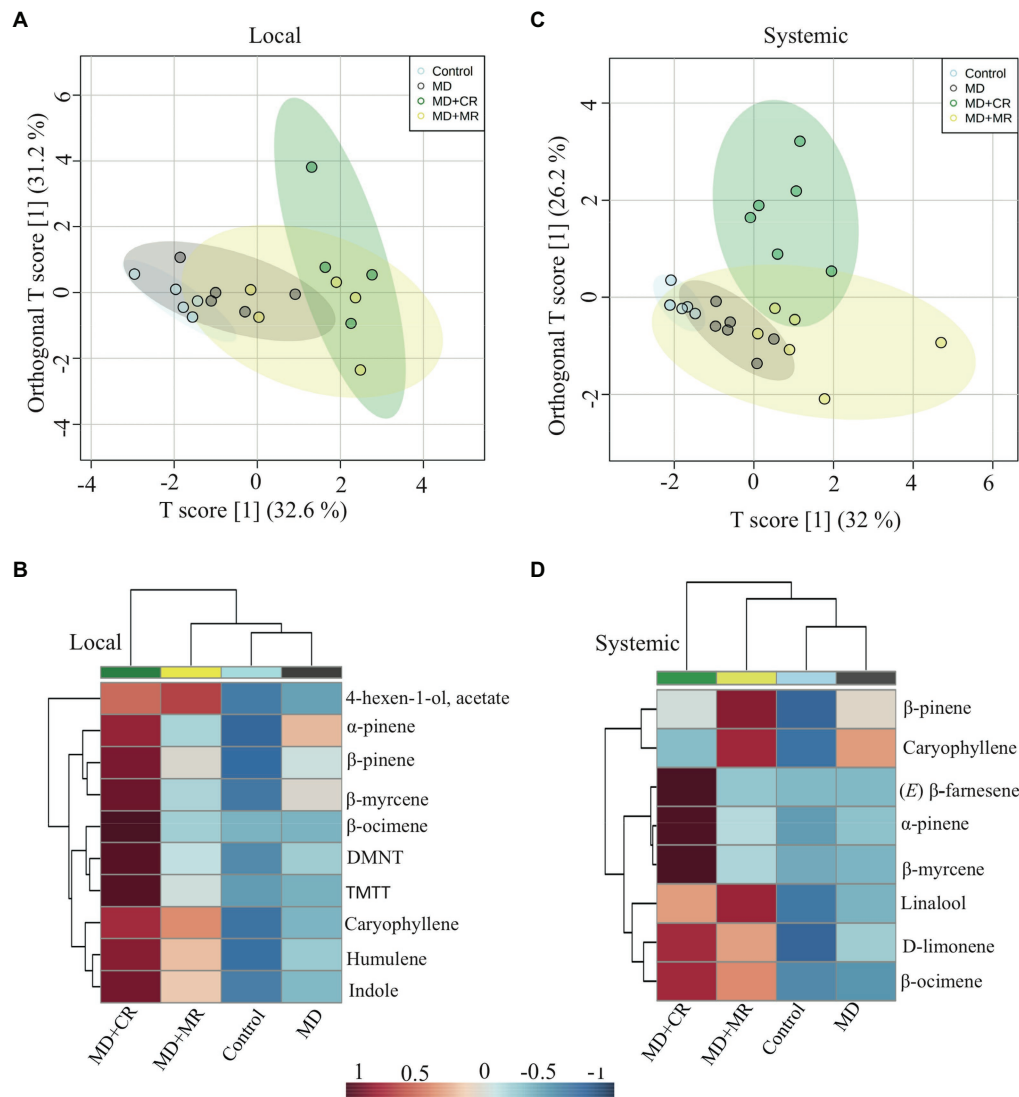 A
Local
Control
MD
MD+CR
MD+MR
Orthogonal T score [1] (31.2 %)
6
4
2
0
-2
-4
-4
-2
0
2
4
T score [1] (32.6 %)
C
Systemic
Control
MD
MD+CR
MD+MR
Orthogonal T score [1] (26.2 %)
4
2
0
-2
-2
0
2
4
6
T score [1] (32 %)
B
Local
4-hexen-1-ol, acetate
α-pinene
β-pinene
β-myrcene
β-ocimene
DMNT
TMTT
Caryophyllene
Humulene
Indole
MD+CR
MD+MR
Control
MD
D
Systemic
β-pinene
Caryophyllene
(E) β-farnesene
α-pinene
β-myrcene
Linalool
D-limonene
β-ocimene
MD+CR
MD+MR
Control
MD
1
0.5
0
-0.5
-1